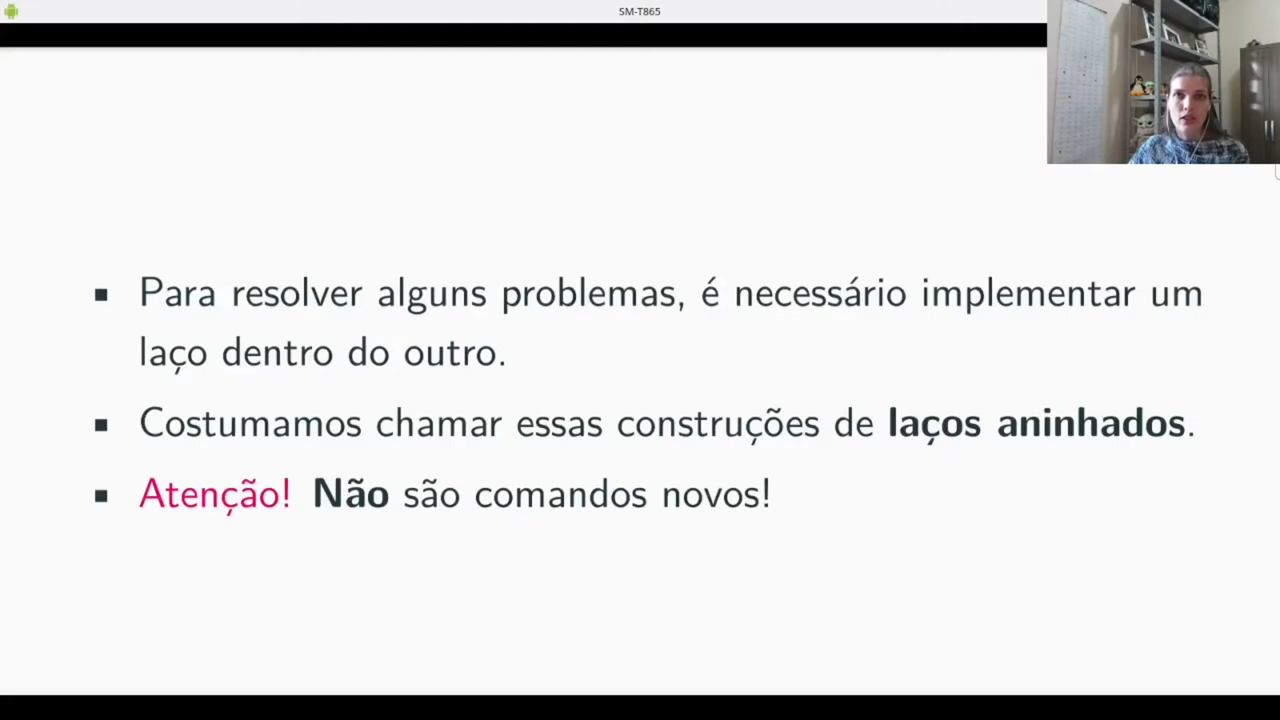 SM-T865
▪ Para resolver alguns problemas, é necessário implementar um
laço dentro do outro.
▪ Costumamos chamar essas construções de laços aninhados.
▪ Atenção! Não são comandos novos!